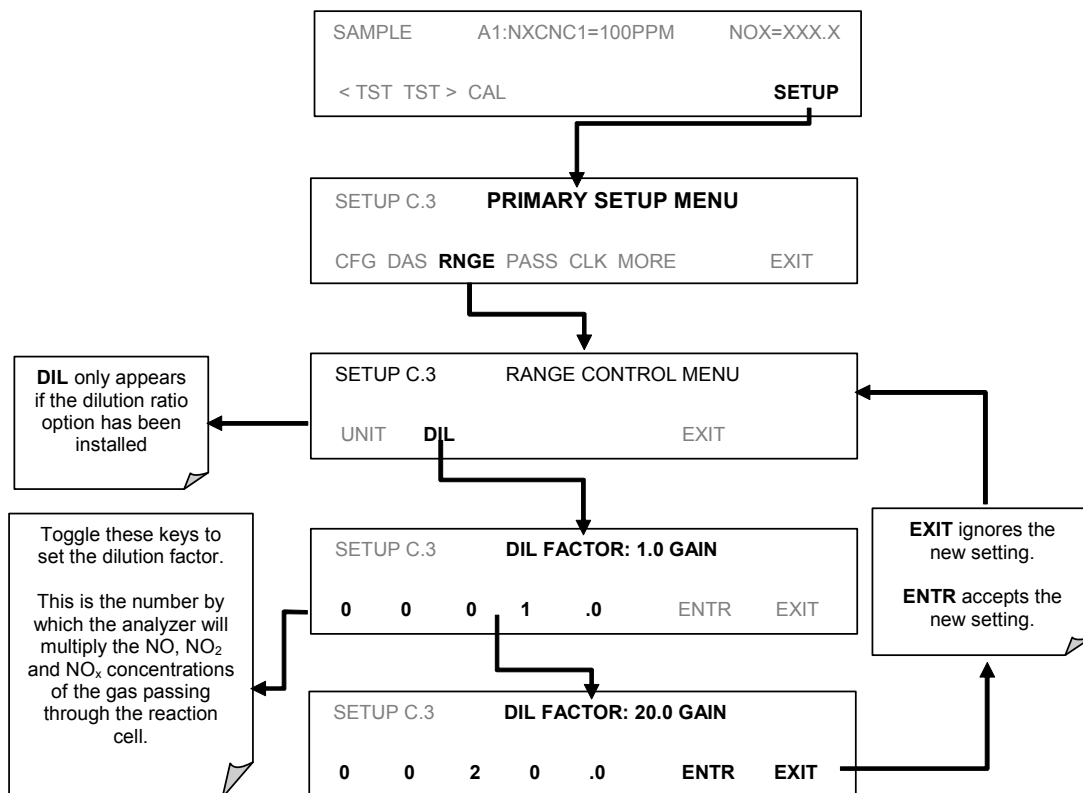 SAMPLE A1:NXCNC1=100PPM NOX=XXX.X
< TST TST > CAL SETUP
SETUP C.3 PRIMARY SETUP MENU
CFG DAS RNGE PASS CLK MORE EXIT
SETUP C.3 RANGE CONTROL MENU
UNIT DIL EXIT
DIL only appears
if the dilution ratio
option has been
installed
SETUP C.3 DIL FACTOR: 1.0 GAIN
0 0 0 1 .0 ENTR EXIT
Toggle these keys to
set the dilution factor.
This is the number by
which the analyzer will
multiply the NO, NO₂
and NOₓ concentrations
of the gas passing
through the reaction
cell.
EXIT ignores the
new setting.
ENTR accepts the
new setting.
SETUP C.3 DIL FACTOR: 20.0 GAIN
0 0 2 0 .0 ENTR EXIT